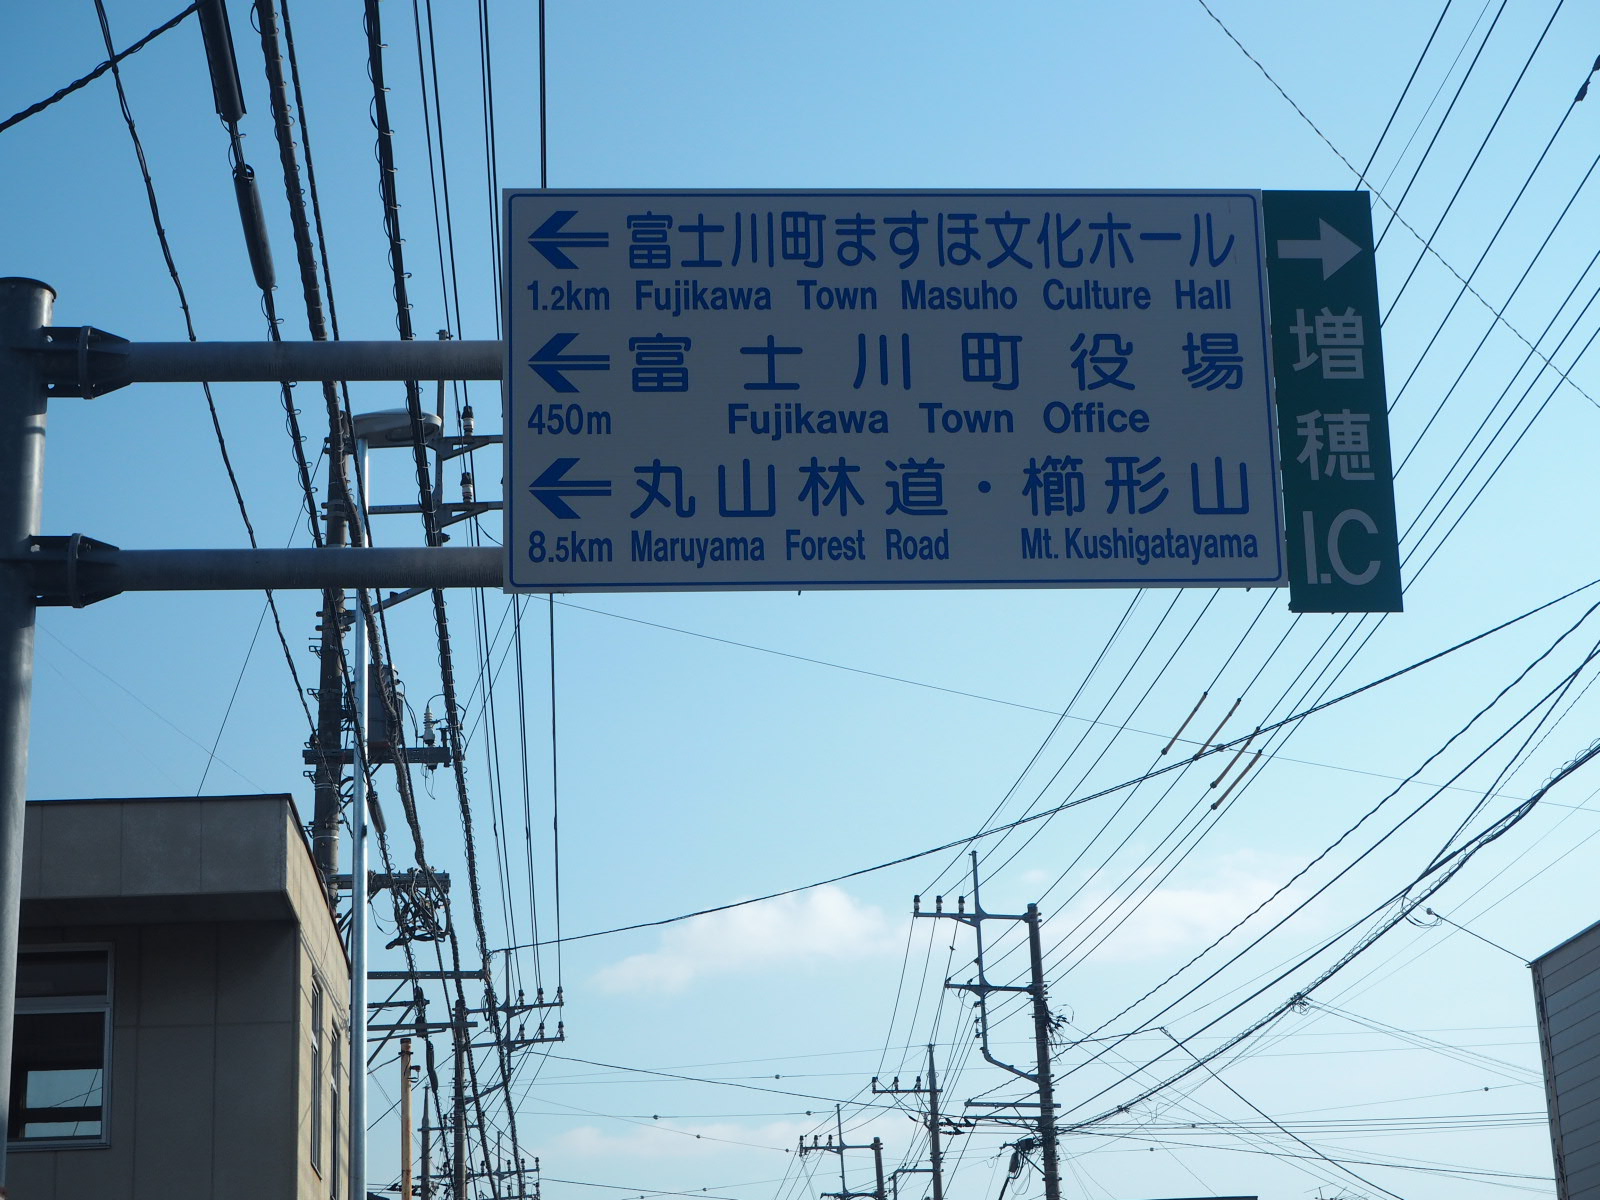 富士川町ますほ文化ホール
1.2km Fujikawa Town Masuho Culture Hall
富士川町役場
450m Fujikawa Town Office
丸山林道・櫛形山
8.5km Maruyama Forest Road Mt. Kushigatayama
増穂I.C